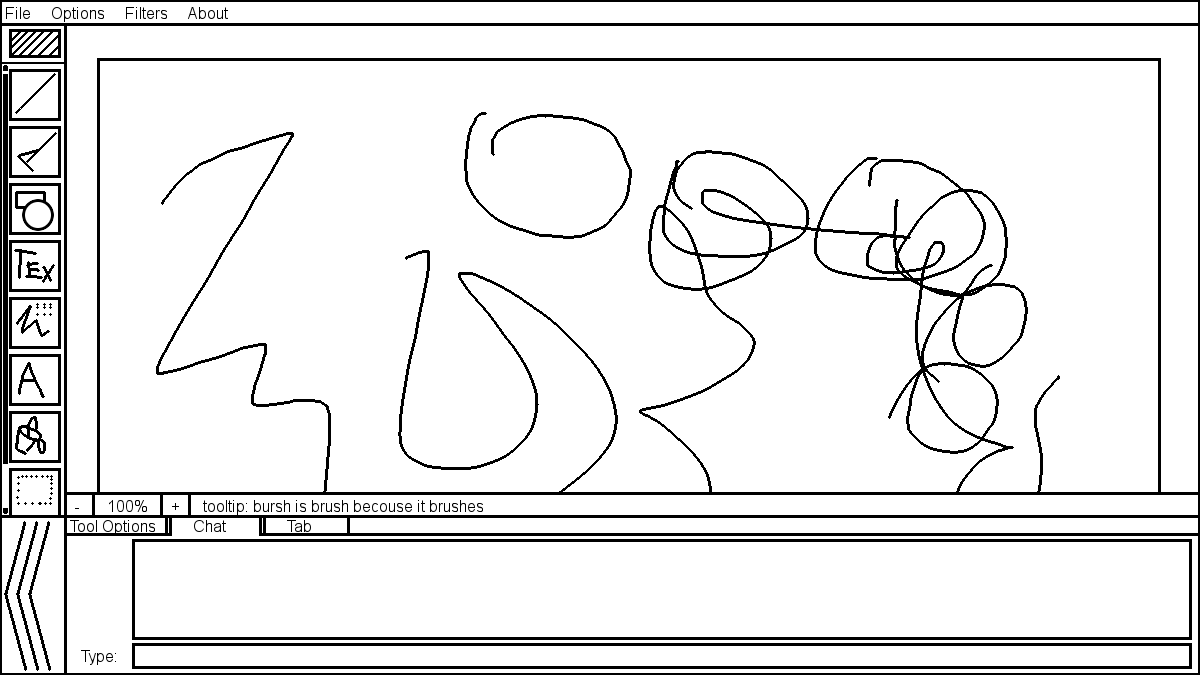 File Options Filters About
TEX
A
- 100% + tooltip: bursh is brush becouse it brushes
Tool Options Chat Tab
Type: